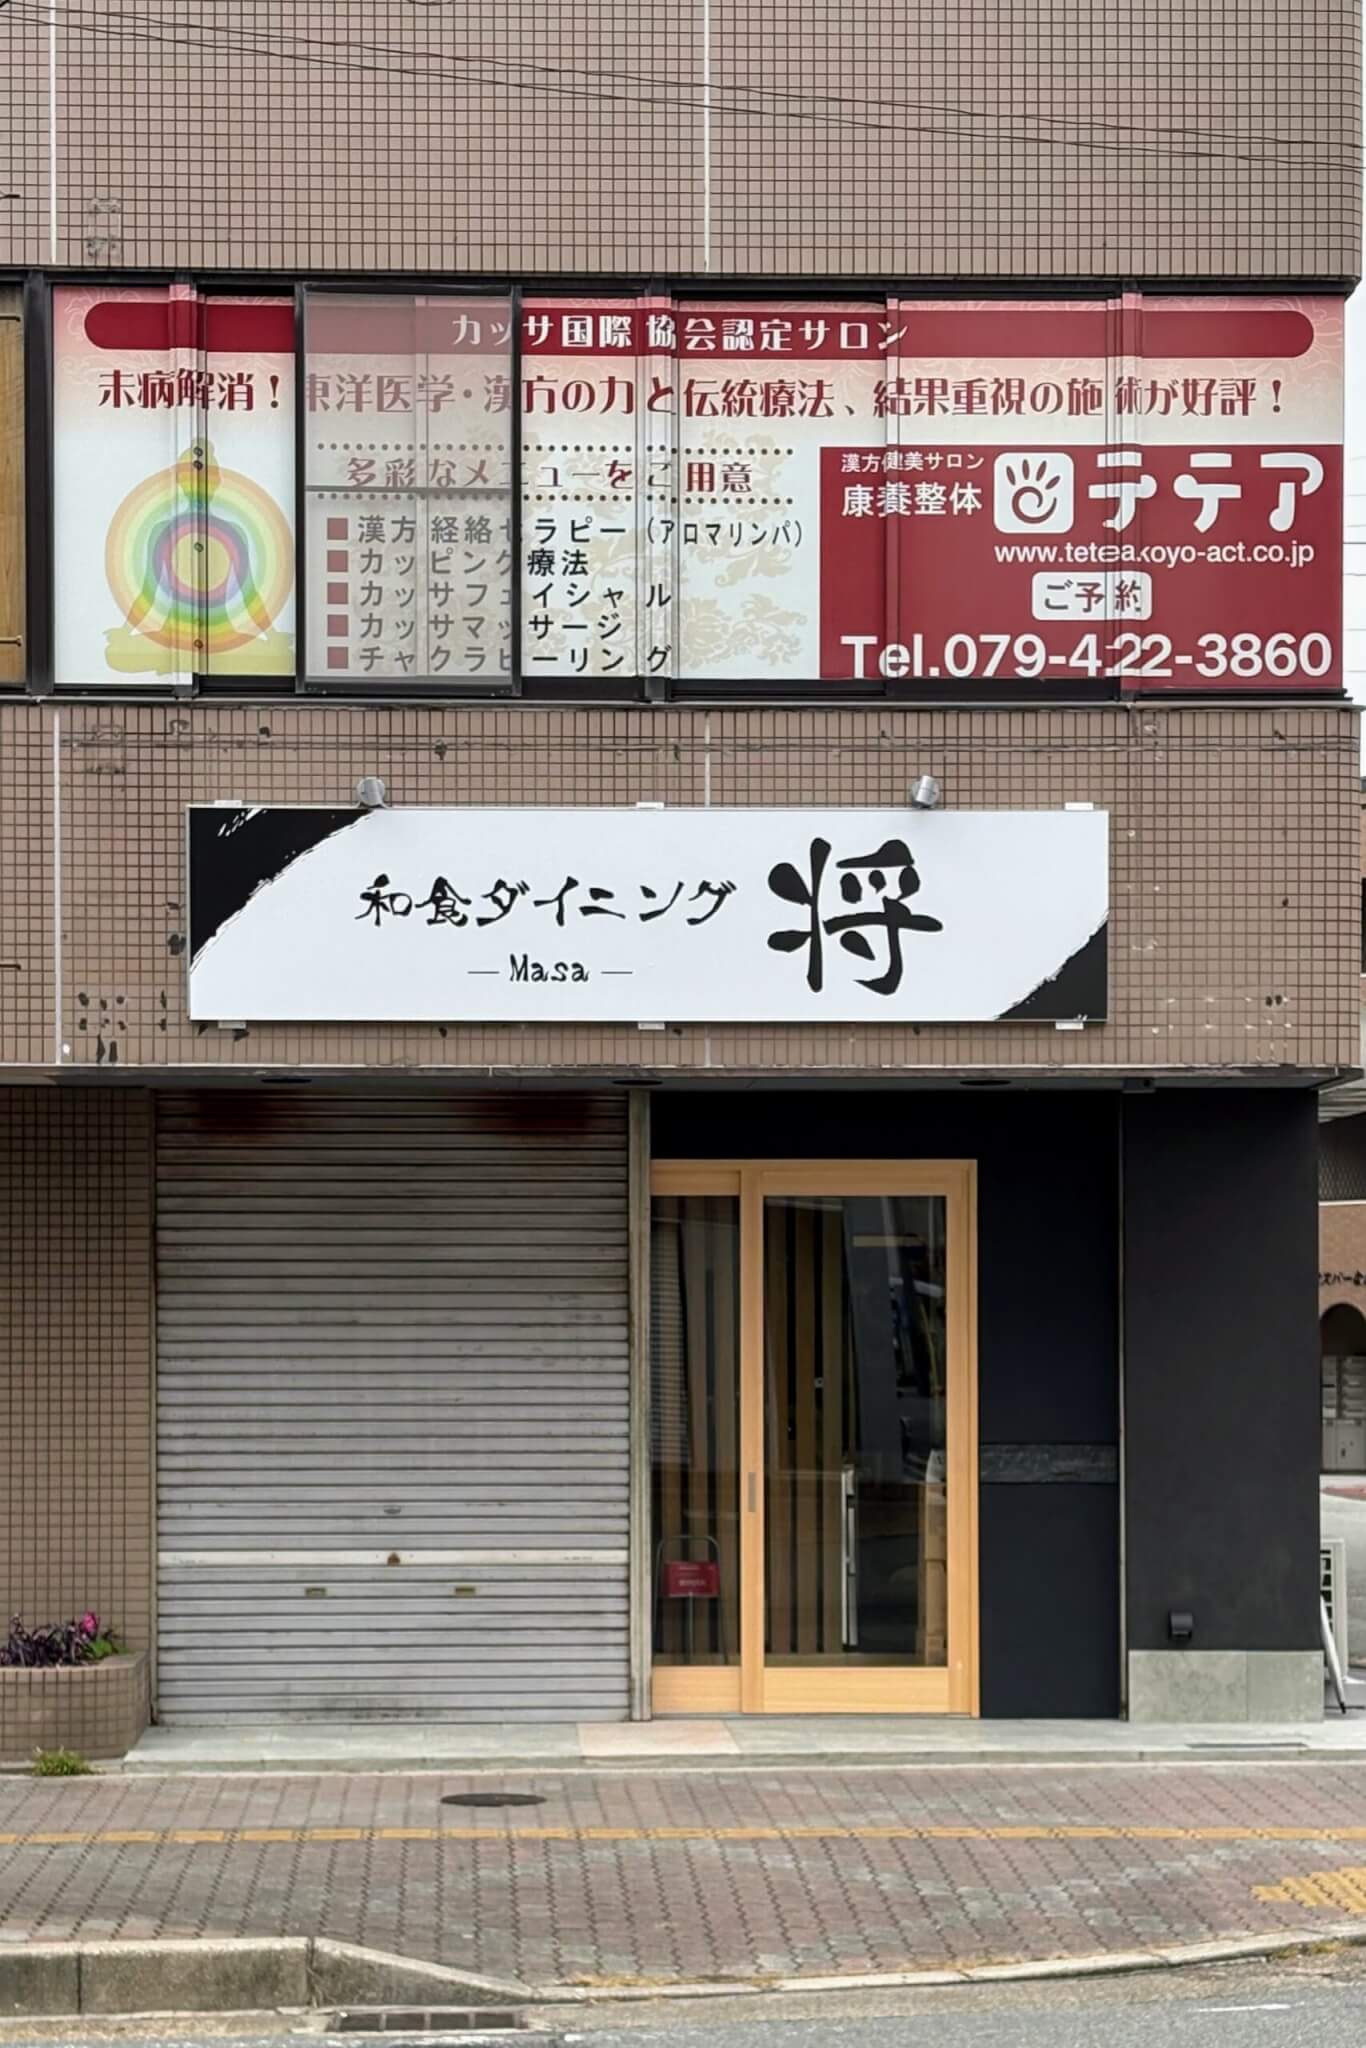 カッサ国際協会認定サロン
未病解消！東洋医学・漢方の力と伝統療法、結果重視の施術が好評！
多彩なメニューをご用意
■漢方経絡セラピー（アロマリンパ）
■カッピング療法
■カッサフェイシャル
■カッサマッサージ
■チャクラヒーリング
漢方健美サロン
康養整体
テテア
www.tetea.koyo-act.co.jp
ご予約
Tel.079-422-3860
和食ダイニング 将
— Masa —